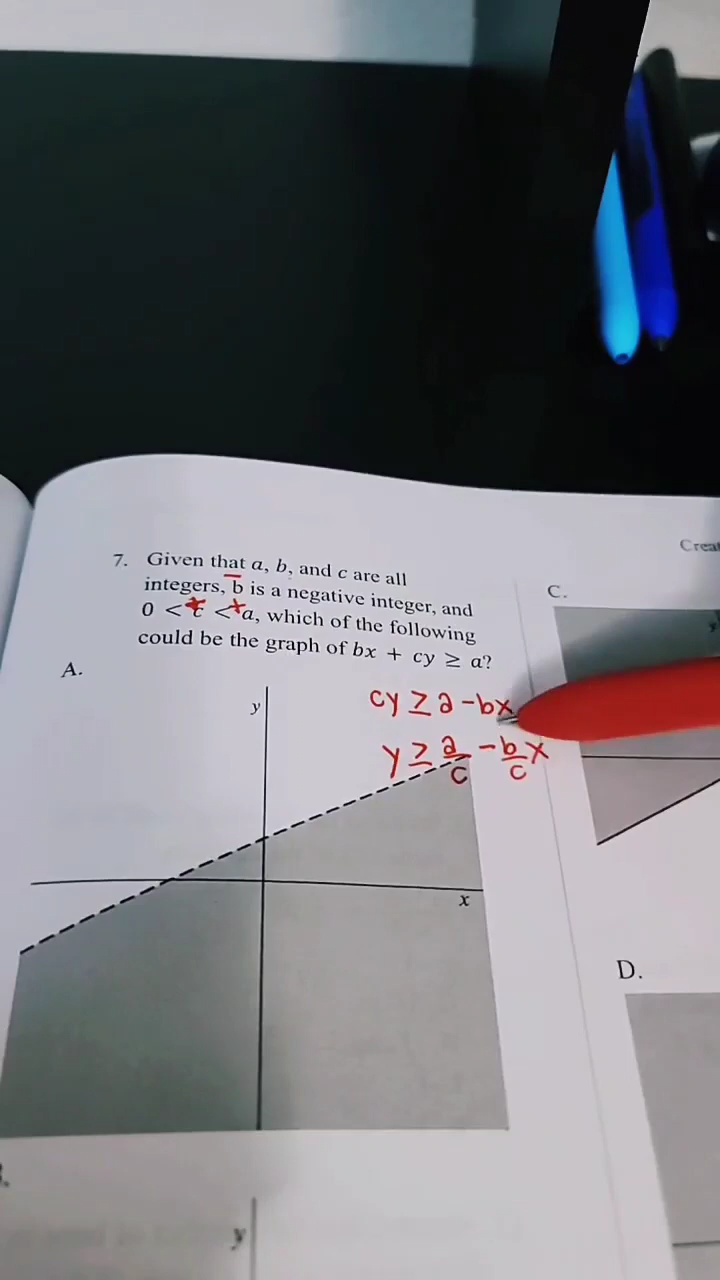 Crea
7. Given that a, b, and c are all
integers, b is a negative integer, and
0 < c < a, which of the following
could be the graph of bx + cy ≥ a?
A.
C.
y
y
cy ≥ a - bx
y ≥ a/c - b/c x
x
D.
y